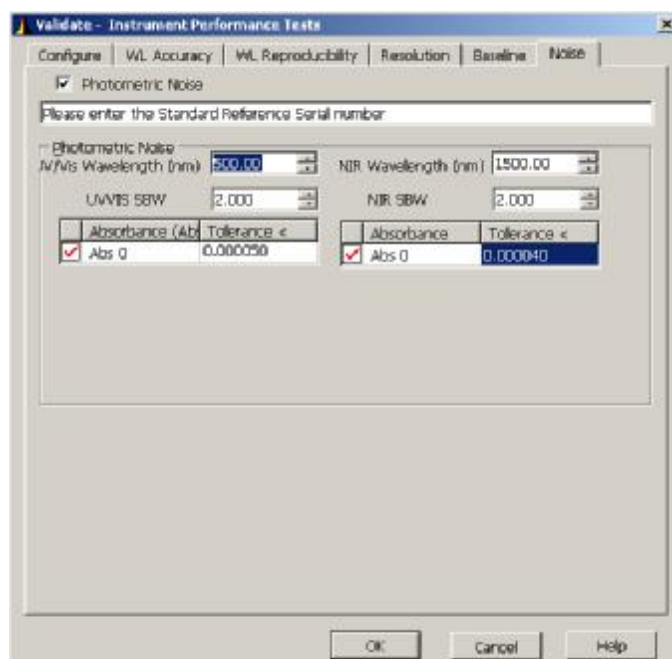 Validate - Instrument Performance Tests
Configure WL Accuracy WL Reproducibility Resolution Baseline Noise
Photometric Noise
Please enter the Standard Reference Serial number
Photometric Noise
UV/Vis Wavelength (nm) 500.00 NIR Wavelength (nm) 1500.00
UVVIS SBW 2.000 NIR SBW 2.000
Absorbance (Abs Tolerance < Absorbance Tolerance <
Abs 0 0.000050 Abs 0 0.000040
OK Cancel Help